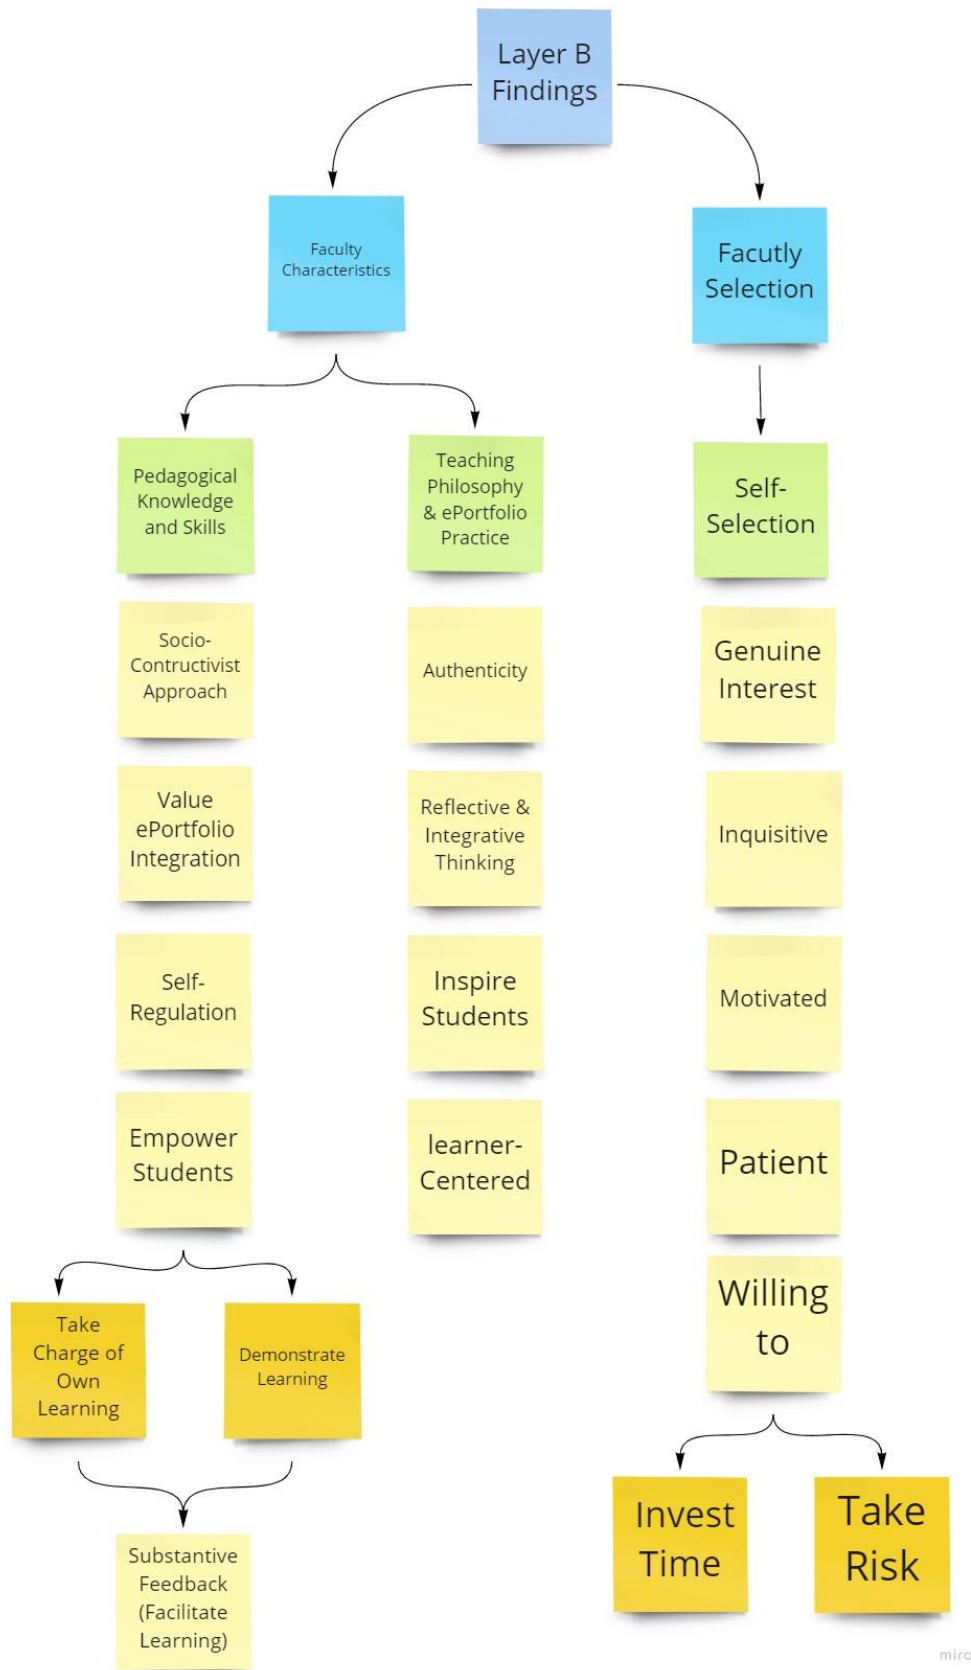 Layer B
Findings
Faculty
Characteristics
Facutly
Selection
Pedagogical
Knowledge
and Skills
Teaching
Philosophy
& ePortfolio
Practice
Self-
Selection
Socio-
Contructivist
Approach
Authenticity
Genuine
Interest
Value
ePortfolio
Integration
Reflective &
Integrative
Thinking
Inquisitive
Self-
Regulation
Inspire
Students
Motivated
Empower
Students
learner-
Centered
Patient
Willing
to
Take
Charge of
Own
Learning
Demonstrate
Learning
Invest
Time
Take
Risk
Substantive
Feedback
(Facilitate
Learning)
miro